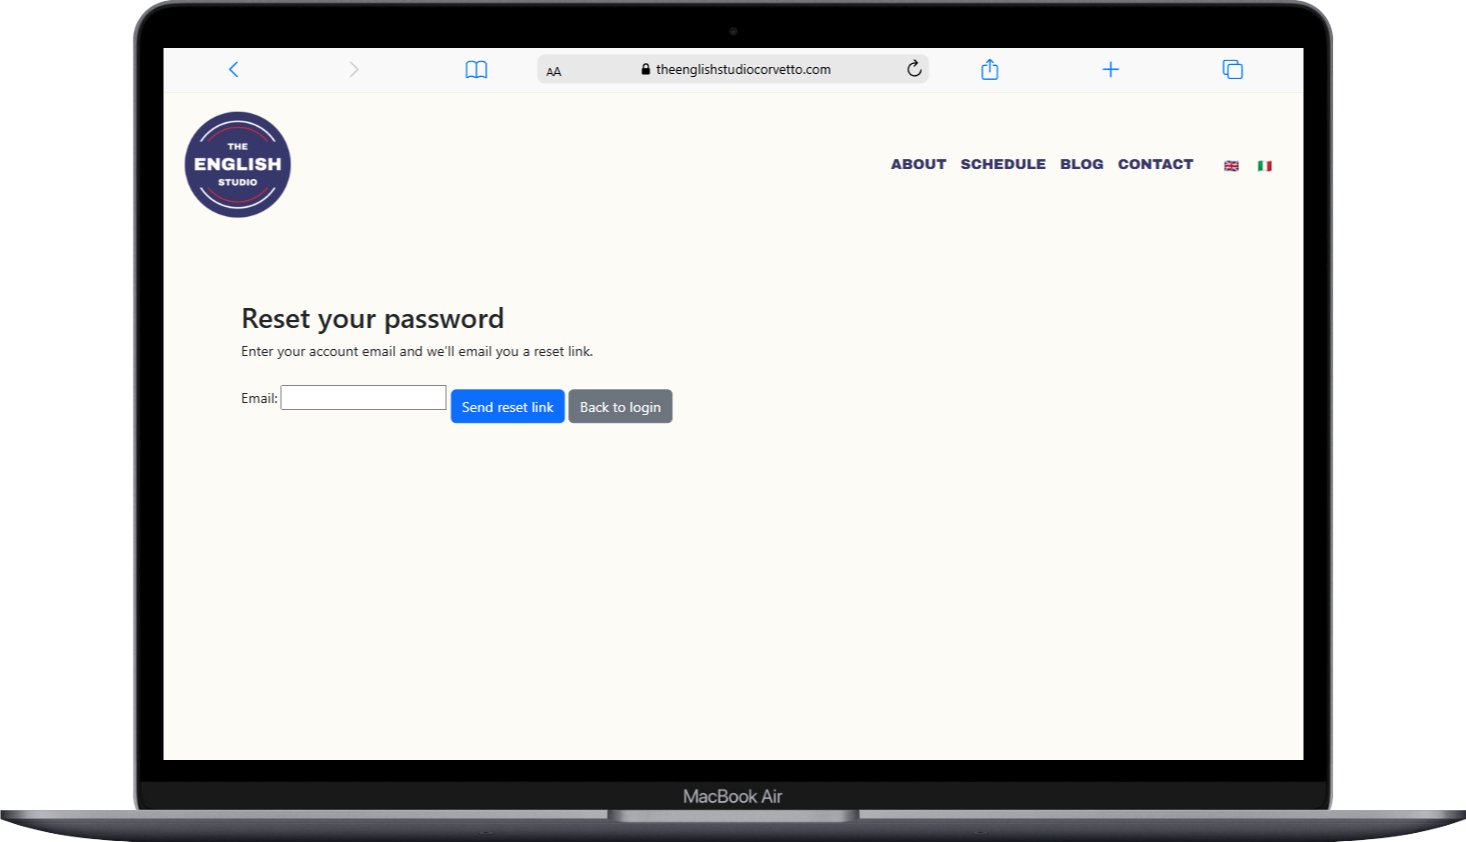 AA theenglishstudiocorvetto.com
THE
ENGLISH
STUDIO
ABOUT SCHEDULE BLOG CONTACT
Reset your password
Enter your account email and we'll email you a reset link.
Email: Send reset link Back to login
MacBook Air